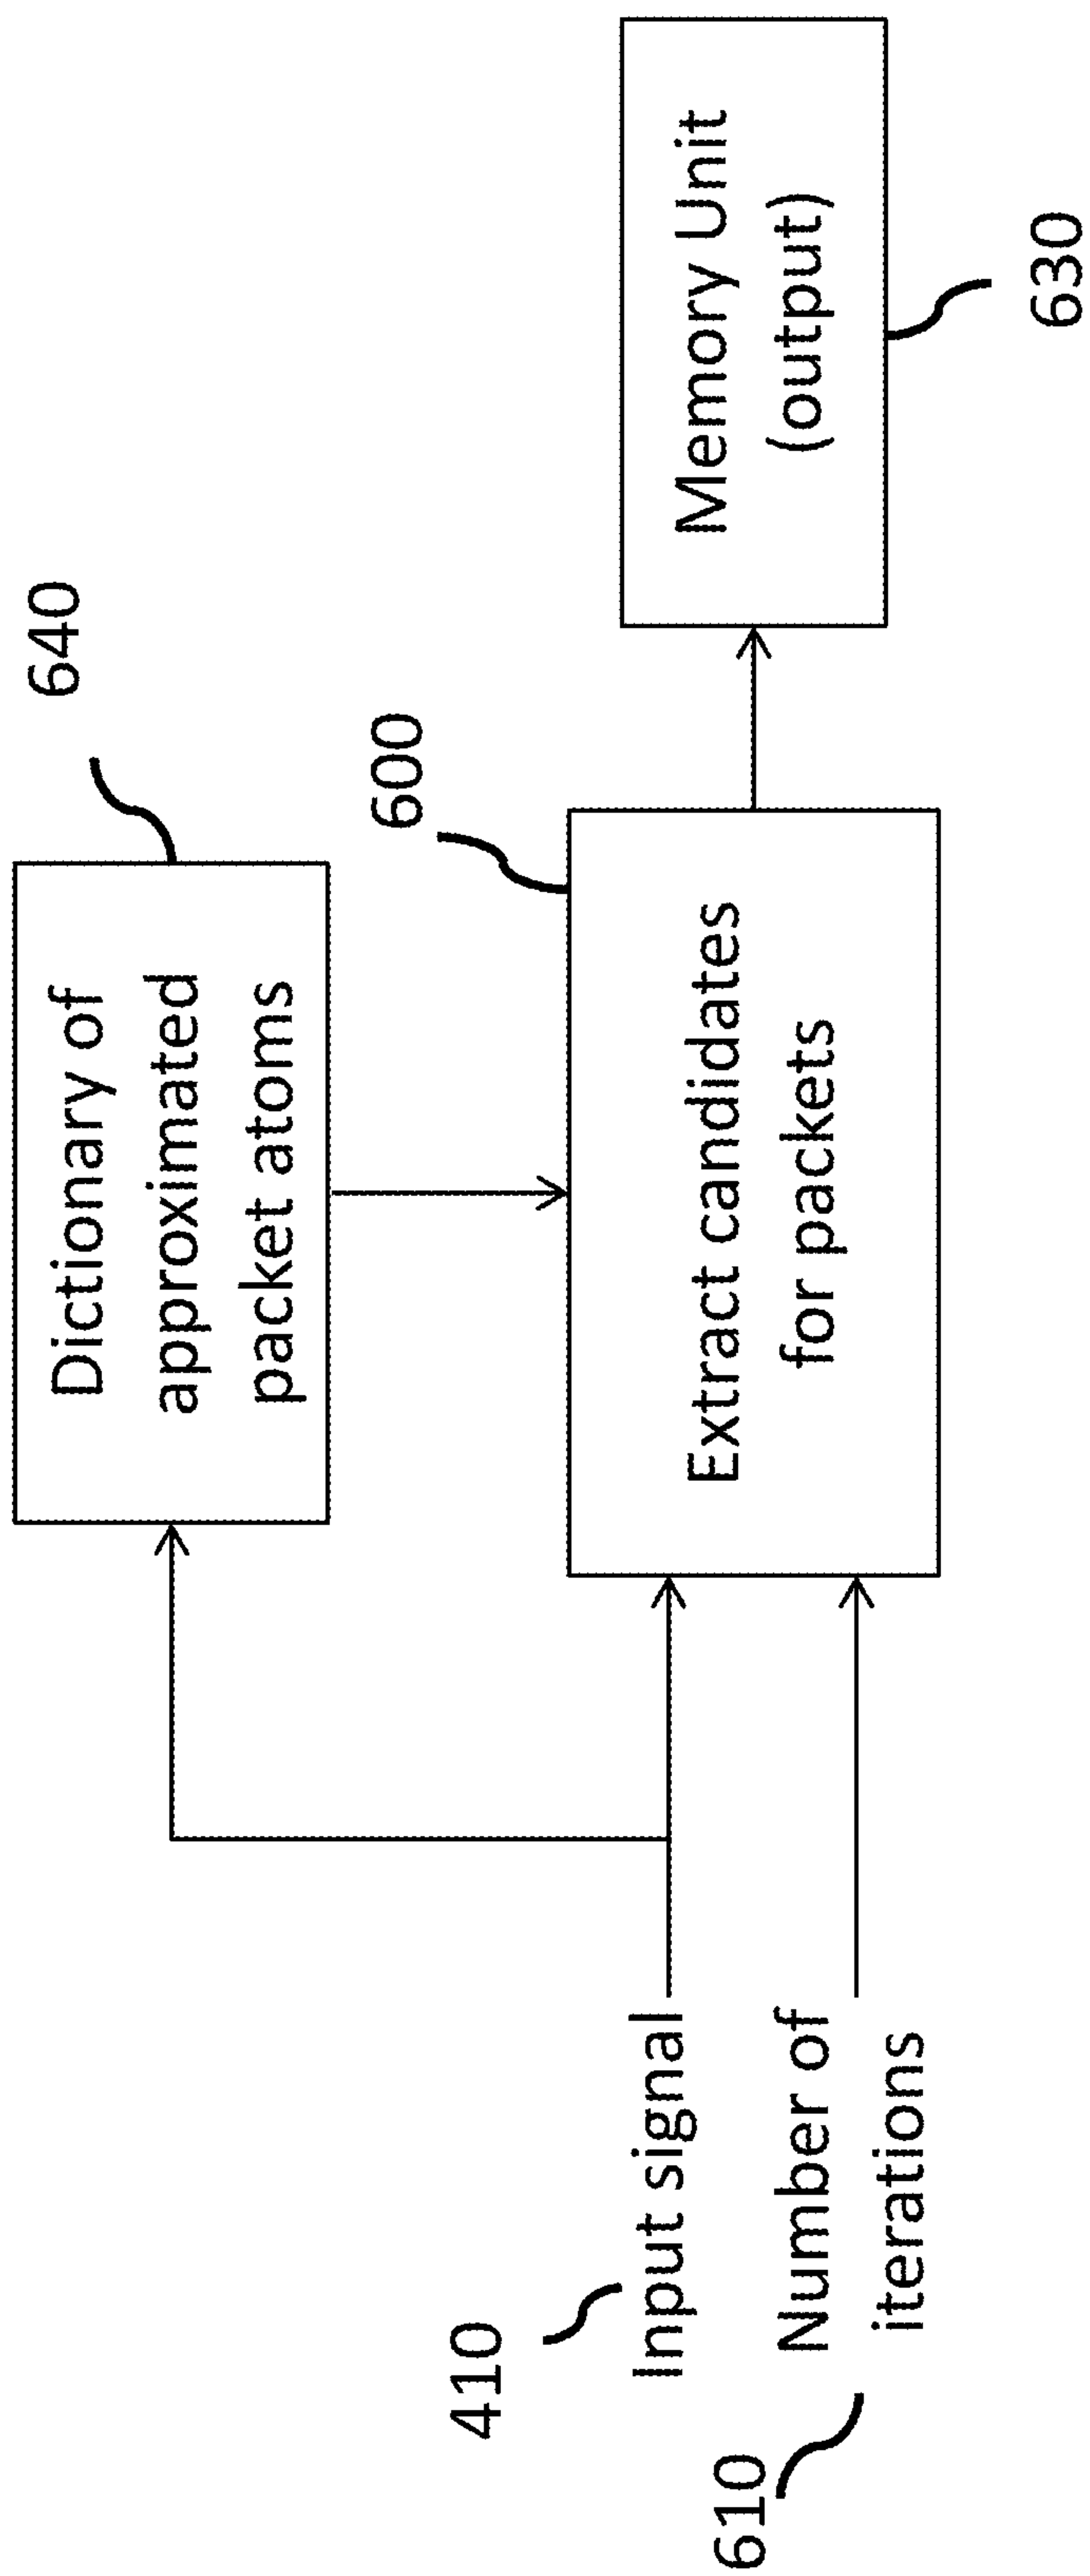 640
Dictionary of
approximated
packet atoms
600
Extract candidates
for packets
Memory Unit
(output)
630
410
Input signal
610
Number of
iterations